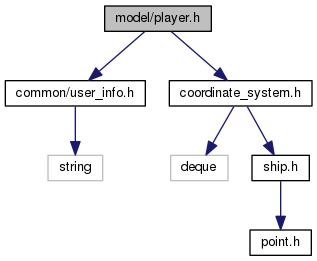 model/player.h
common/user_info.h
coordinate_system.h
string
deque
ship.h
point.h